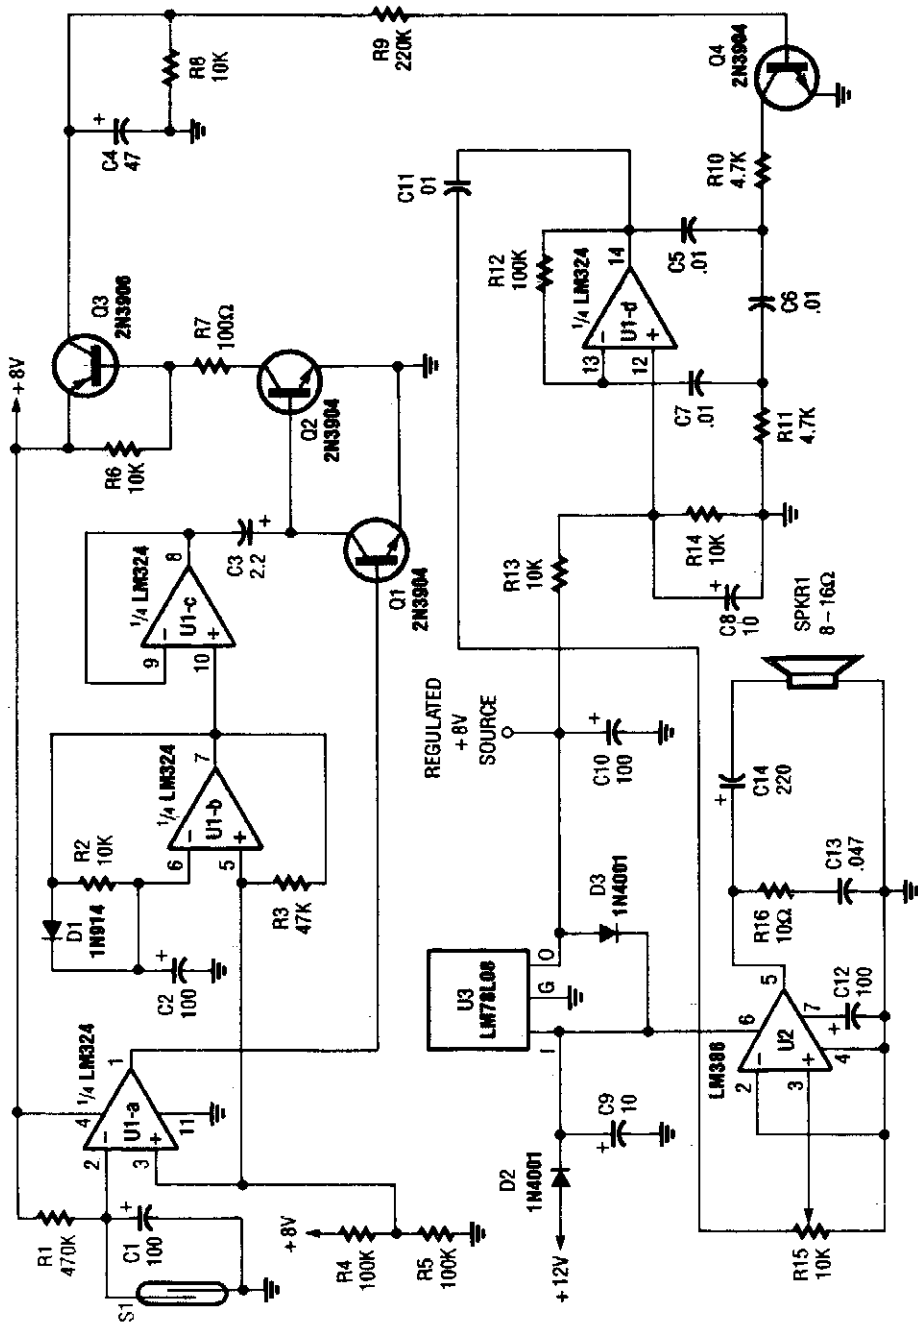 S1
R1
470K
C1
100
+
2
3
4
1
11
¼ LM324
U1-a
−
+
+8V
R4
100K
R5
100K
D1
1N914
R2
10K
C2
100
+
6
5
7
¼ LM324
U1-b
−
+
R3
47K
9
10
8
¼ LM324
U1-c
−
+
C3
2.2
+
Q1
2N3904
Q2
2N3904
R6
10K
+8V
Q3
2N3906
R7
100Ω
C4
47
+
R8
10K
R9
220K
Q4
2N3904
+12V
D2
1N4001
C9
10
+
U3
LM78L08
I
G
O
D3
1N4001
REGULATED
+8V
SOURCE
C10
100
+
R13
10K
R14
10K
C8
10
+
13
12
14
¼ LM324
U1-d
−
+
R12
100K
C11
01
C5
.01
C6
.01
C7
.01
R10
4.7K
R11
4.7K
R15
10K
LM386
U2
−
+
2
3
6
5
7
4
C12
100
+
R16
10Ω
C13
.047
C14
220
+
SPKR1
8–16Ω